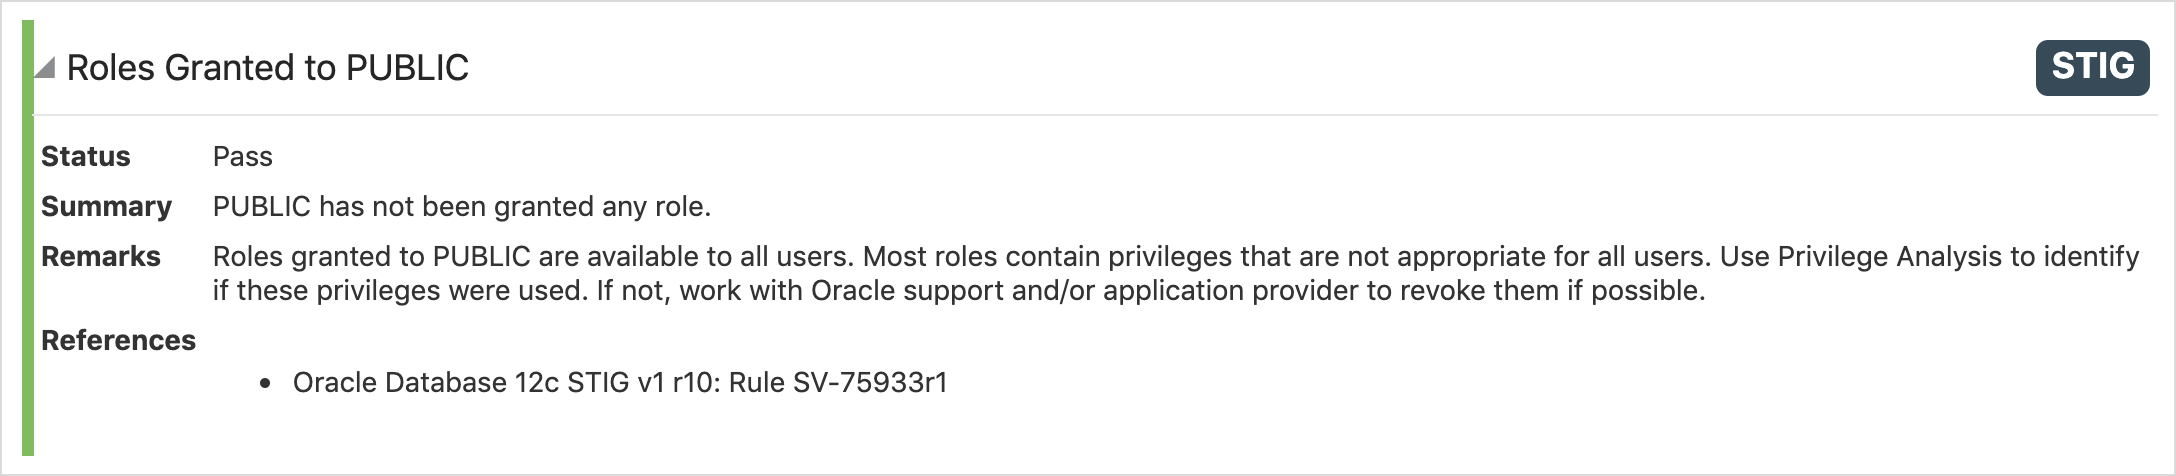 Roles Granted to PUBLIC
STIG
Status Pass
Summary PUBLIC has not been granted any role.
Remarks Roles granted to PUBLIC are available to all users. Most roles contain privileges that are not appropriate for all users. Use Privilege Analysis to identify
if these privileges were used. If not, work with Oracle support and/or application provider to revoke them if possible.
References
• Oracle Database 12c STIG v1 r10: Rule SV-75933r1